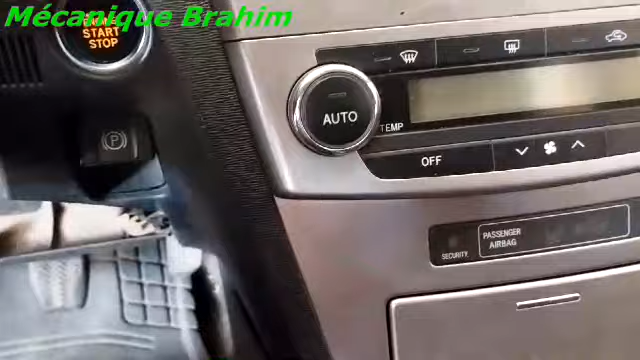 Mécanique Brahim
START
STOP
AUTO
TEMP
OFF
P
SECURITY
PASSENGER
AIRBAG